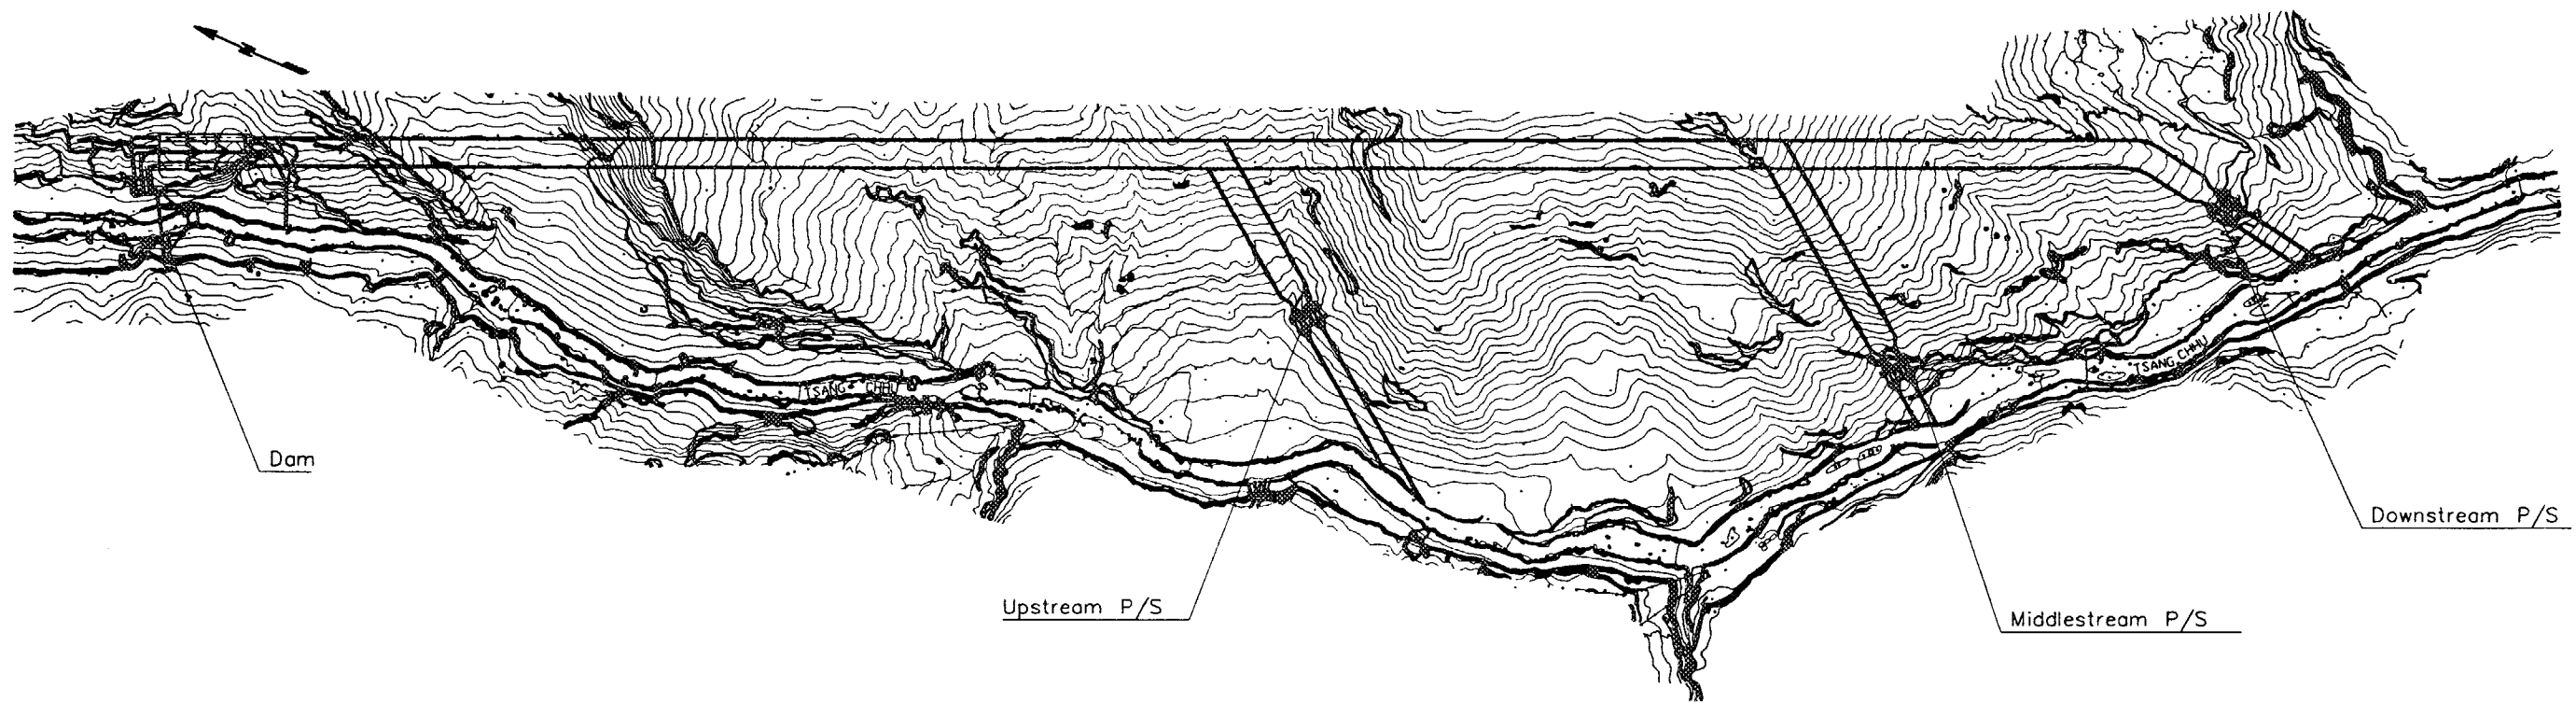 N
TSANG CHHU
TSANG CHHU
Dam
Downstream P/S
Upstream P/S
Middlestream P/S